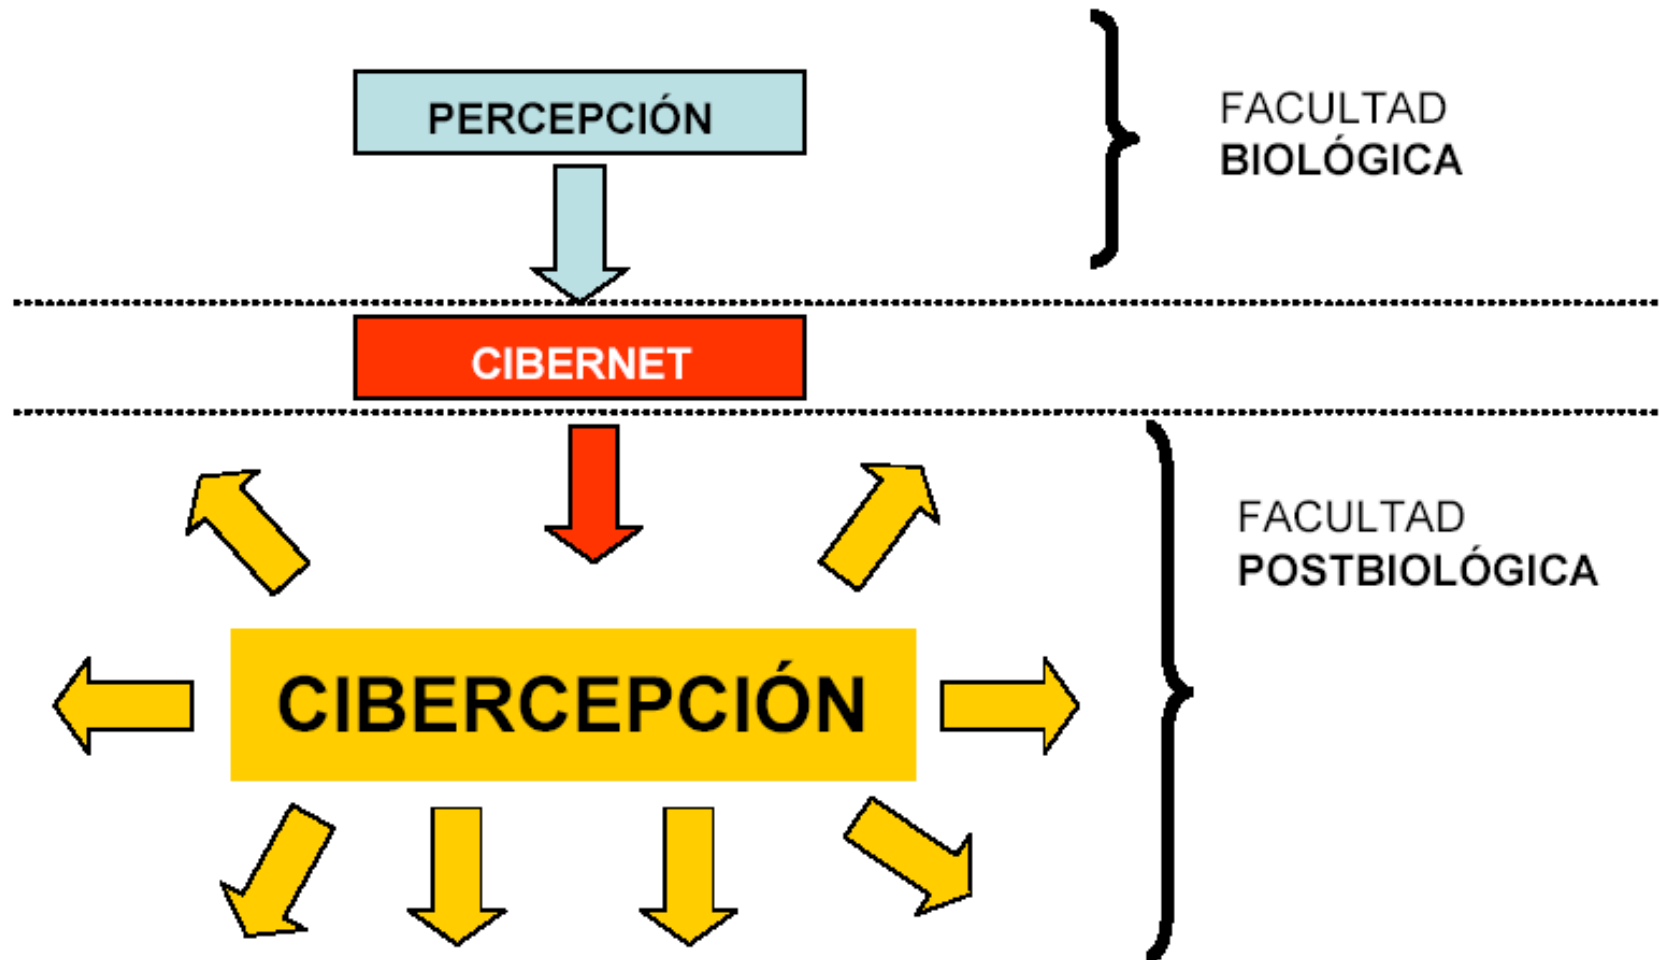 PERCEPCIÓN
FACULTAD
BIOLÓGICA
CIBERNET
FACULTAD
POSTBIOLÓGICA
CIBERCEPCIÓN